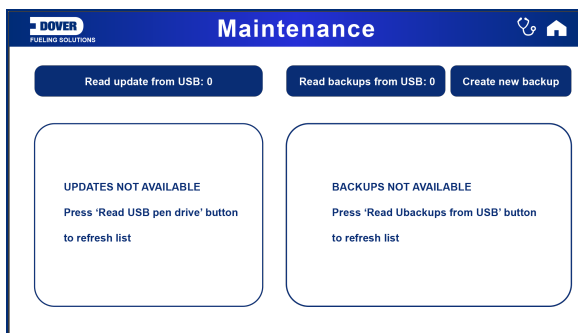 DOVER
FUELING SOLUTIONS
Maintenance
Read update from USB: 0
Read backups from USB: 0
Create new backup
UPDATES NOT AVAILABLE
Press ‘Read USB pen drive’ button
to refresh list
BACKUPS NOT AVAILABLE
Press ‘Read Ubackups from USB’ button
to refresh list